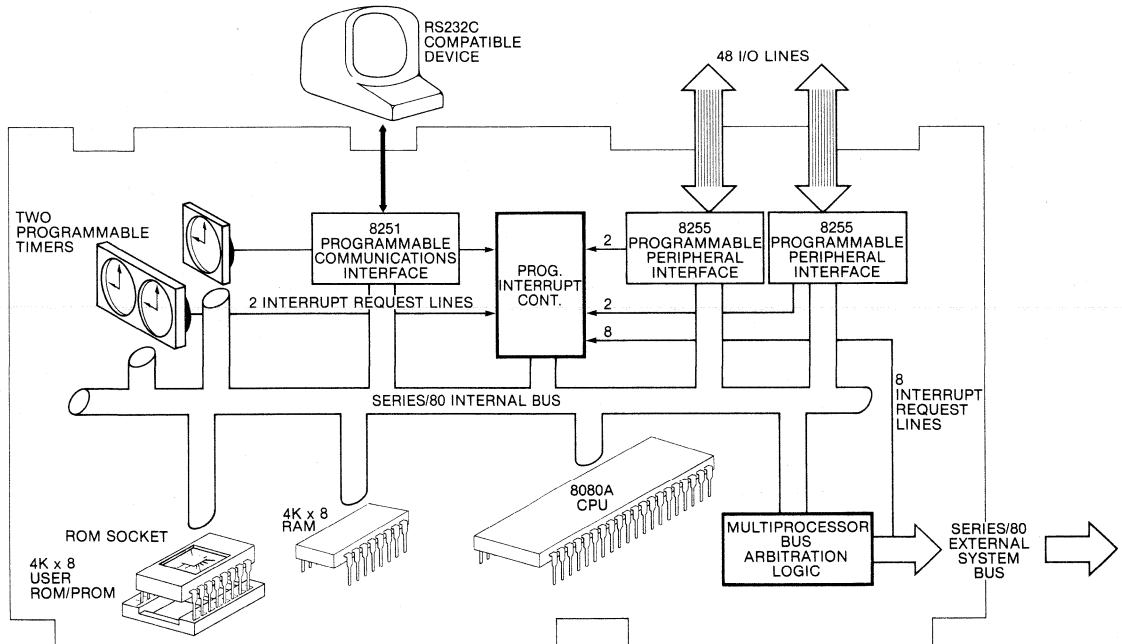 RS232C
COMPATIBLE
DEVICE
48 I/O LINES
TWO
PROGRAMMABLE
TIMERS
8251
PROGRAMMABLE
COMMUNICATIONS
INTERFACE
PROG.
INTERRUPT
CONT.
2
8255
PROGRAMMABLE
PERIPHERAL
INTERFACE
8255
PROGRAMMABLE
PERIPHERAL
INTERFACE
2 INTERRUPT REQUEST LINES
2
8
8
INTERRUPT
REQUEST
LINES
SERIES/80 INTERNAL BUS
ROM SOCKET
4K x 8
USER
ROM/PROM
4K x 8
RAM
8080A
CPU
MULTIPROCESSOR
BUS
ARBITRATION
LOGIC
SERIES/80
EXTERNAL
SYSTEM
BUS